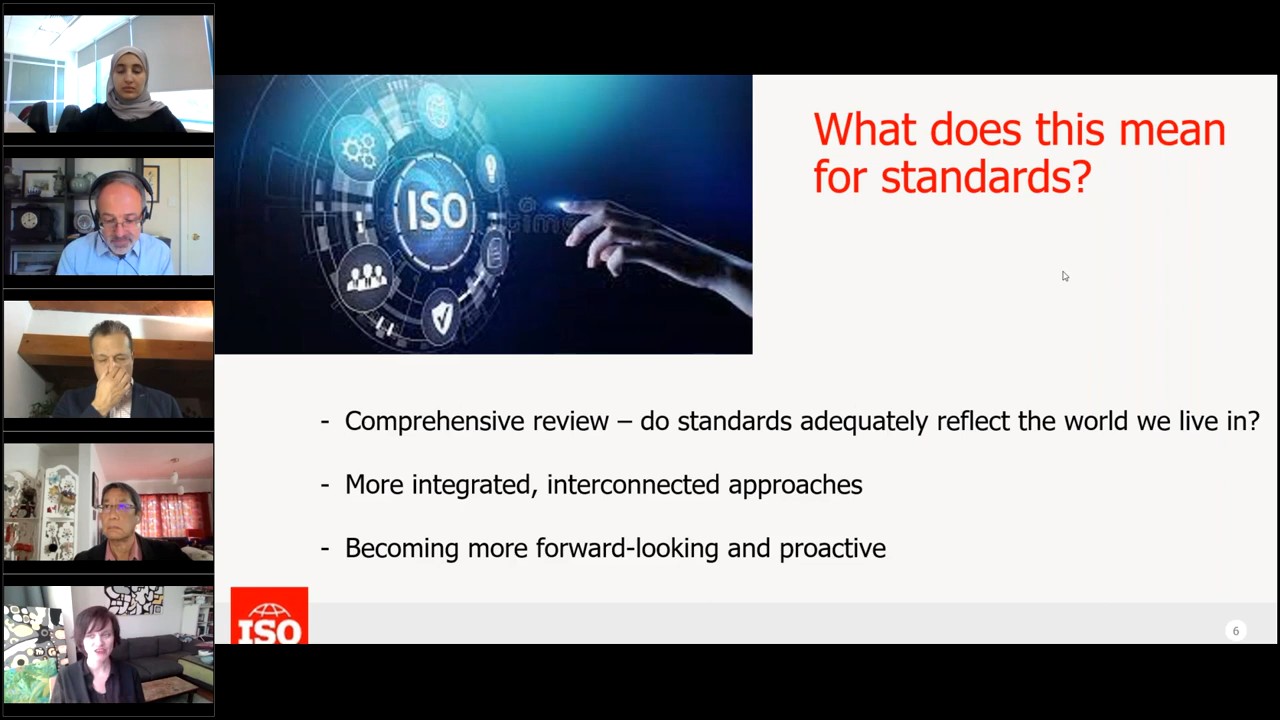 ISO
What does this mean
for standards?
- Comprehensive review – do standards adequately reflect the world we live in?
- More integrated, interconnected approaches
- Becoming more forward-looking and proactive
ISO
6